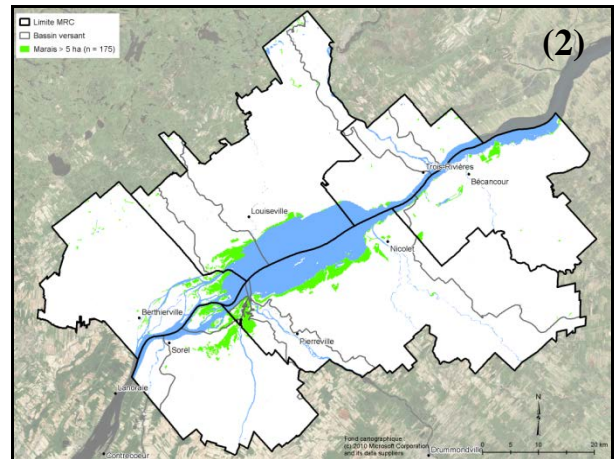 Limite MRC
Bassin versant
Marais > 5 ha (n = 175)
(2)
Trois-Rivières
Bécancour
Louiseville
Nicolet
Berthierville
Pierreville
Sorel
Lanoraie
Contrecoeur
Drummondville
Fond cartographique :
(c) 2010 Microsoft Corporation
and its data suppliers
N
0 5 10 20 km